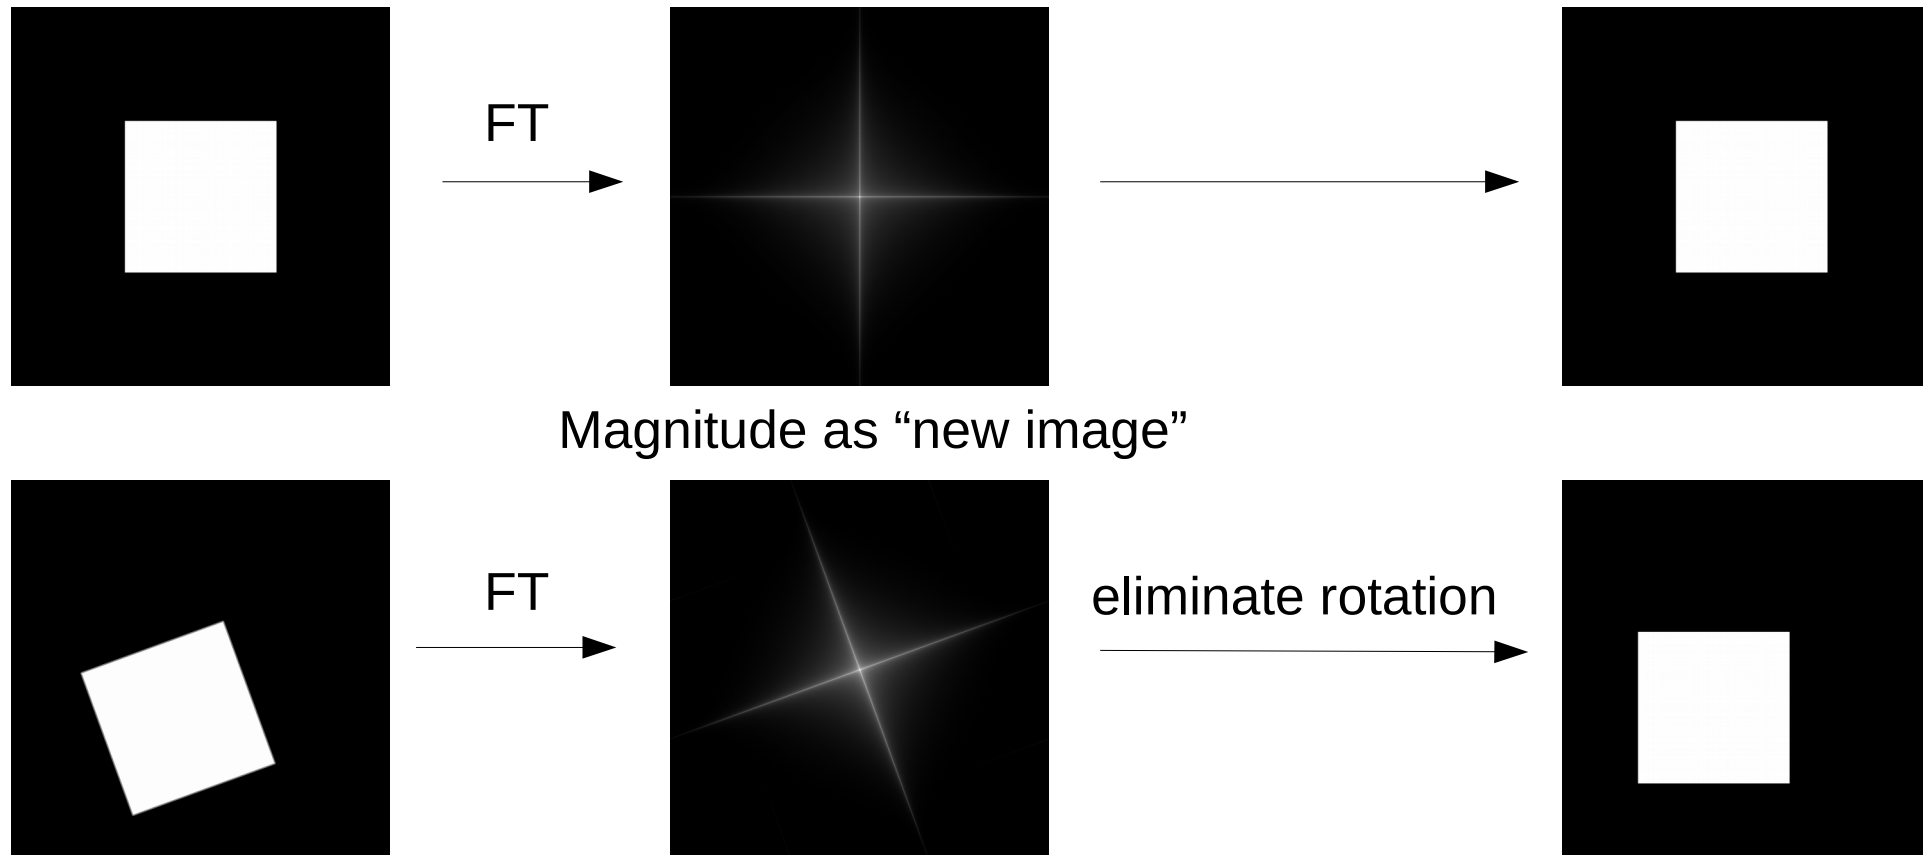 FT
Magnitude as “new image”
FT
eliminate rotation